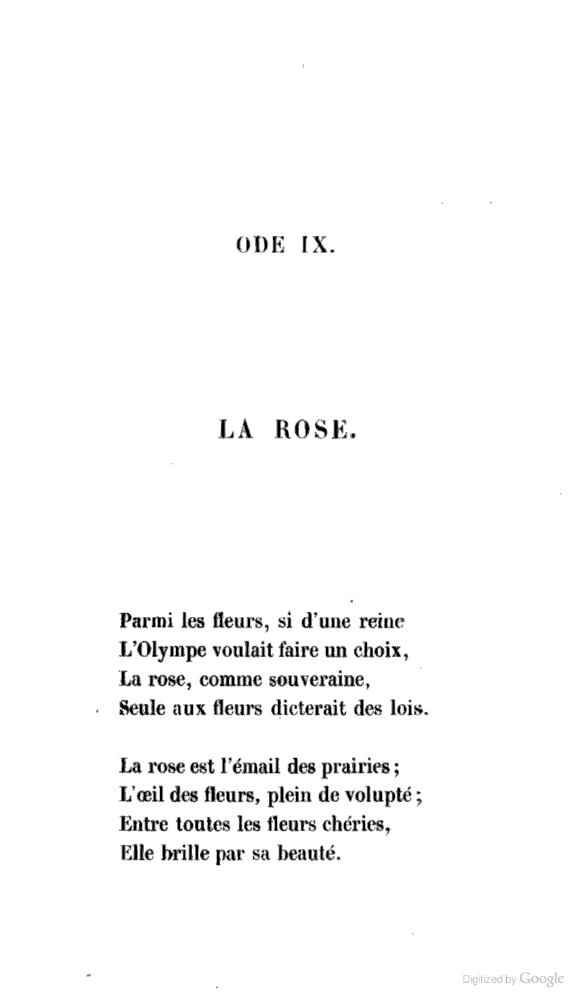 ODE IX.
LA ROSE.
Parmi les fleurs, si d'une reine
L'Olympe voulait faire un choix,
La rose, comme souveraine,
Seule aux fleurs dicterait des lois.
La rose est l'émail des prairies;
L'œil des fleurs, plein de volupté;
Entre toutes les fleurs chéries,
Elle brille par sa beauté.
Digitized by Google